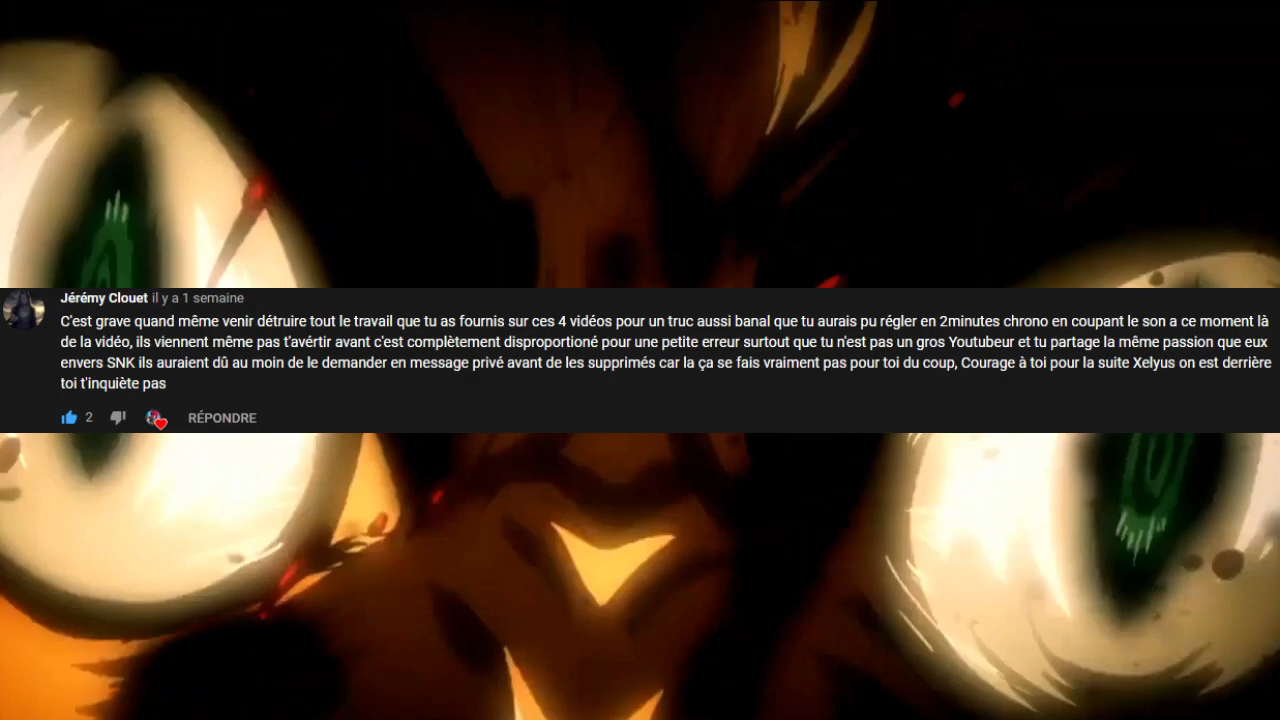 Jérémy Clouet il y a 1 semaine
C'est grave quand même venir détruire tout le travail que tu as fournis sur ces 4 vidéos pour un truc aussi banal que tu aurais pu régler en 2minutes chrono en coupant le son a ce moment là
de la vidéo, ils viennent même pas t'avértir avant c'est complètement disproportioné pour une petite erreur surtout que tu n'est pas un gros Youtubeur et tu partage la même passion que eux
envers SNK ils auraient dû au moin de le demander en message privé avant de les supprimés car la ça se fais vraiment pas pour toi du coup, Courage à toi pour la suite Xelyus on est derrière
toi t'inquiète pas
2 RÉPONDRE